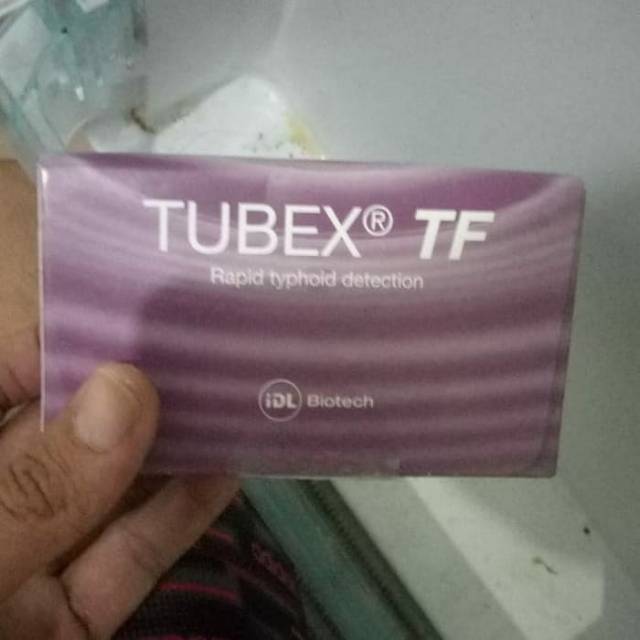 TUBEX® TF
Rapid typhoid detection
iDL Biotech